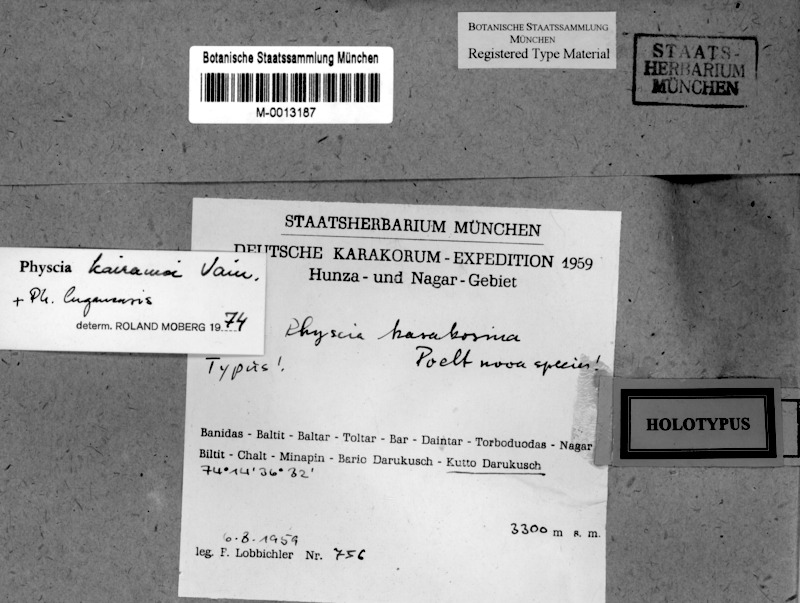 BOTANISCHE STAATSSAMMLUNG
MÜNCHEN
Registered Type Material
STAATS-
HERBARIUM
MÜNCHEN
Botanische Staatssammlung München
M-0013187
STAATSHERBARIUM MÜNCHEN
DEUTSCHE KARAKORUM - EXPEDITION 1959
Hunza - und Nagar - Gebiet
Physcia kairamoi Vain.
+ Ph.
determ. ROLAND MOBERG 1974
Physcia karakorina
Typus! Poelt nova species!
HOLOTYPUS
Banidas - Baltit - Baltar - Toltar - Bar - Daintar - Torboduodas - Nagar
Biltit - Chalt - Minapin - Bario Darukusch - Kutto Darukusch
74°14' 36°32'
3300 m s. m.
6.8.1959
leg. F. Lobbichler Nr. 756